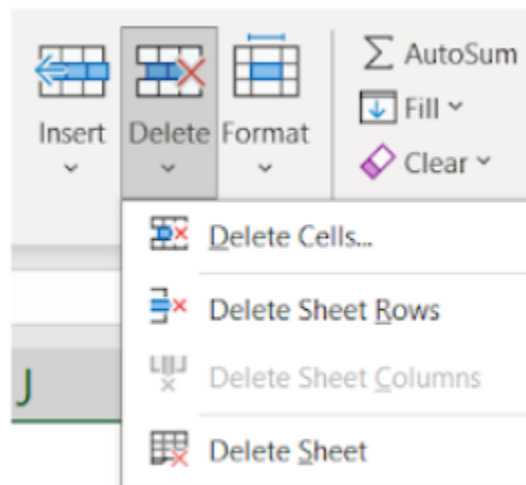 Insert Delete Format
AutoSum
Fill
Clear
Delete Cells...
Delete Sheet Rows
J
Delete Sheet Columns
Delete Sheet